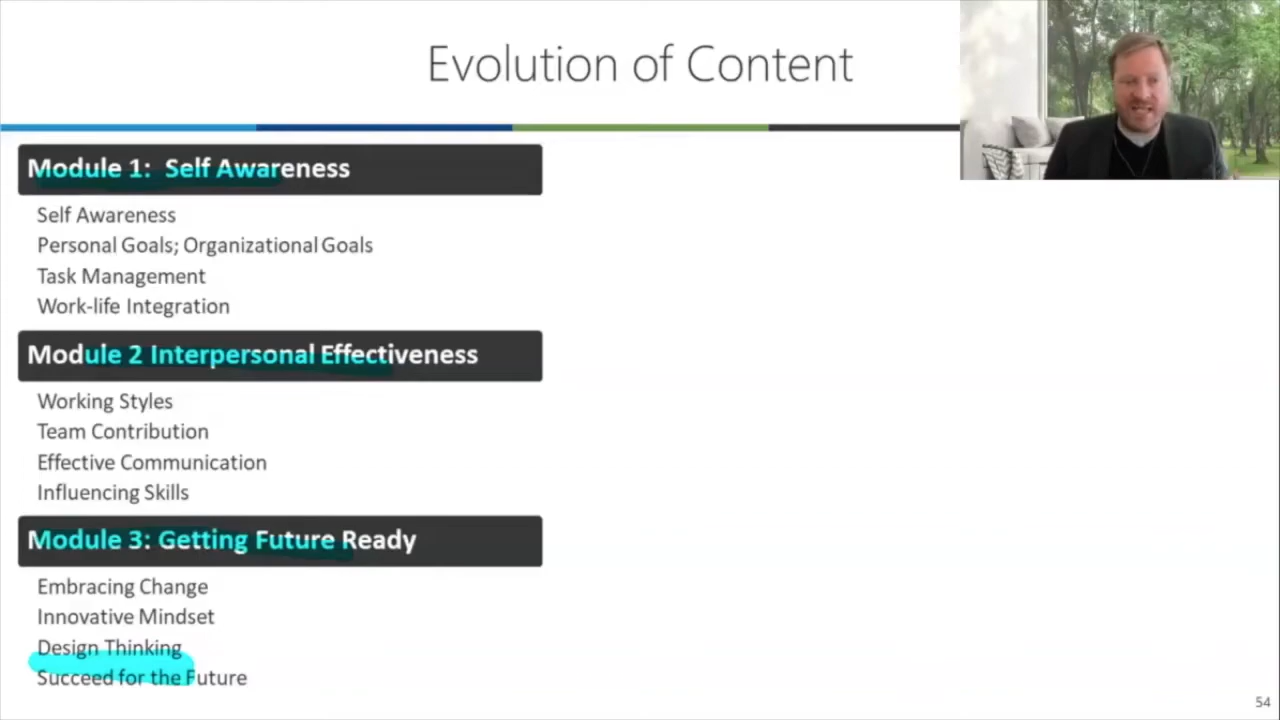 Evolution of Content
Module 1: Self Awareness
Self Awareness
Personal Goals; Organizational Goals
Task Management
Work-life Integration
Module 2 Interpersonal Effectiveness
Working Styles
Team Contribution
Effective Communication
Influencing Skills
Module 3: Getting Future Ready
Embracing Change
Innovative Mindset
Design Thinking
Succeed for the Future
54